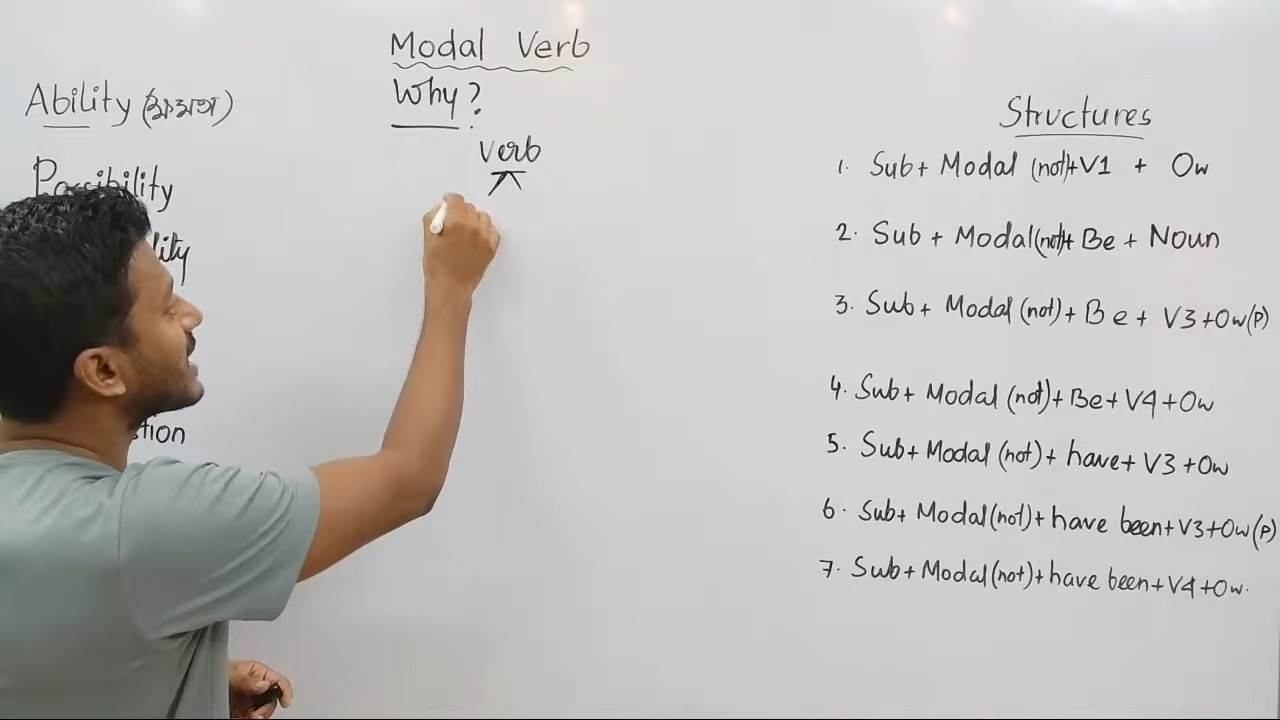 Modal Verb
Why?
Verb
Ability (ক্ষমতা)
Possibility
lity
tion
Structures
1. Sub + Modal (not)+V1 + Ow
2. Sub + Modal(not)+ Be + Noun
3. Sub + Modal (not) + Be + V3+Ow(P)
4. Sub + Modal (not)+Be+V4+Ow
5. Sub+ Modal (not) + have+ V3 +Ow
6. Sub+ Modal(not)+ have been+V3+Ow(P)
7. Sub+Modal(not)+have been+V4+Ow.